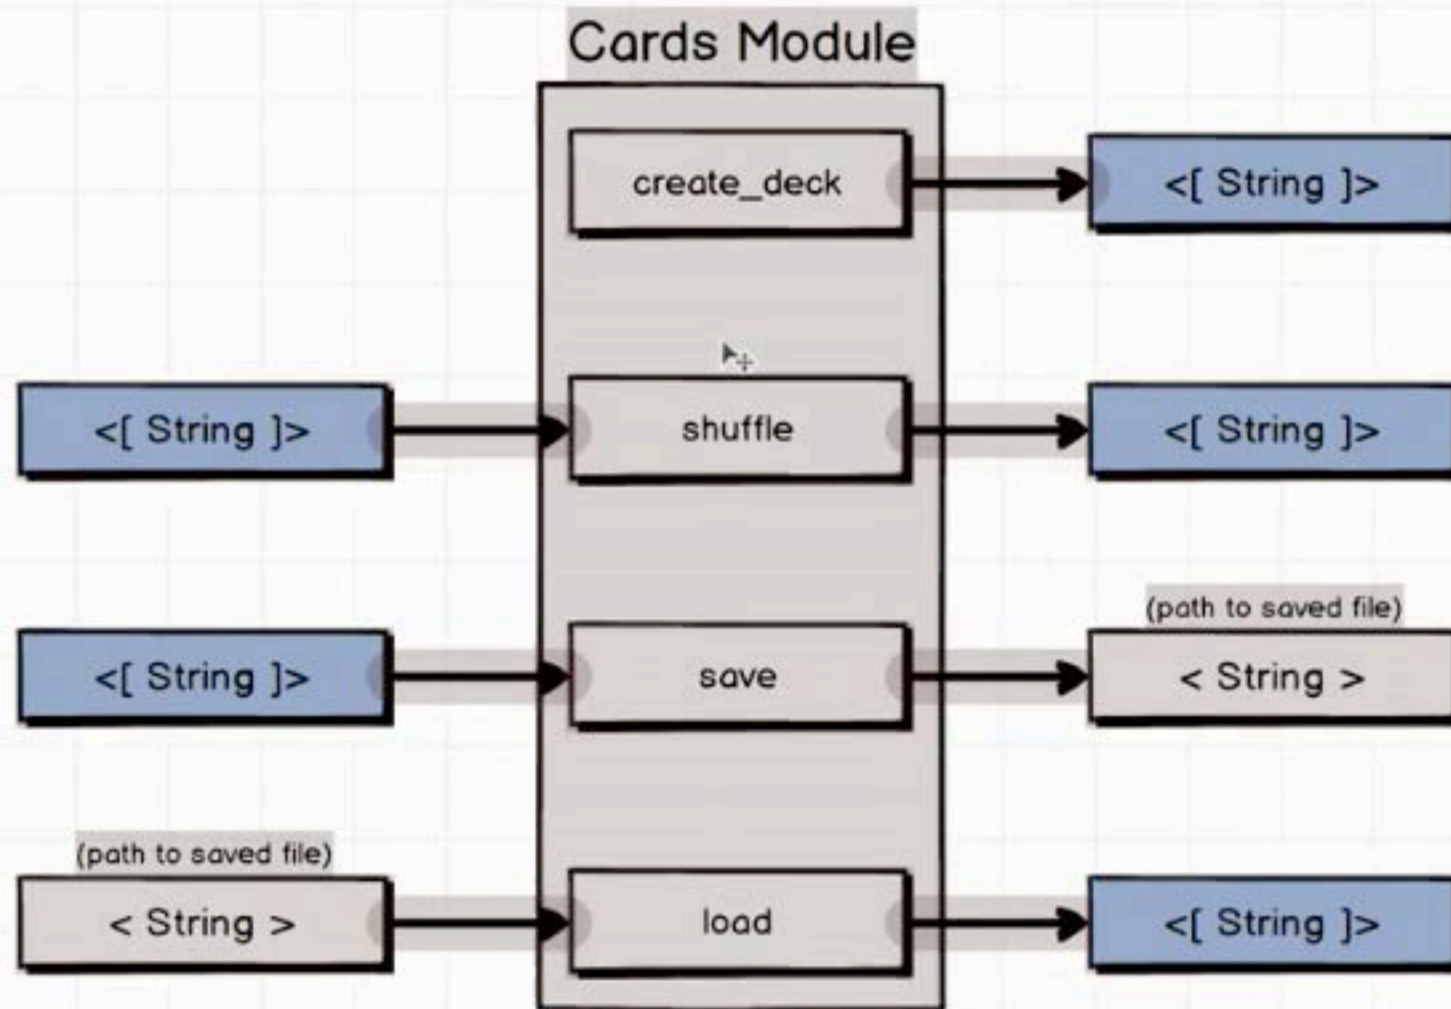 Cards Module
create_deck
<[ String ]>
<[ String ]>
shuffle
<[ String ]>
(path to saved file)
<[ String ]>
save
< String >
(path to saved file)
< String >
load
<[ String ]>